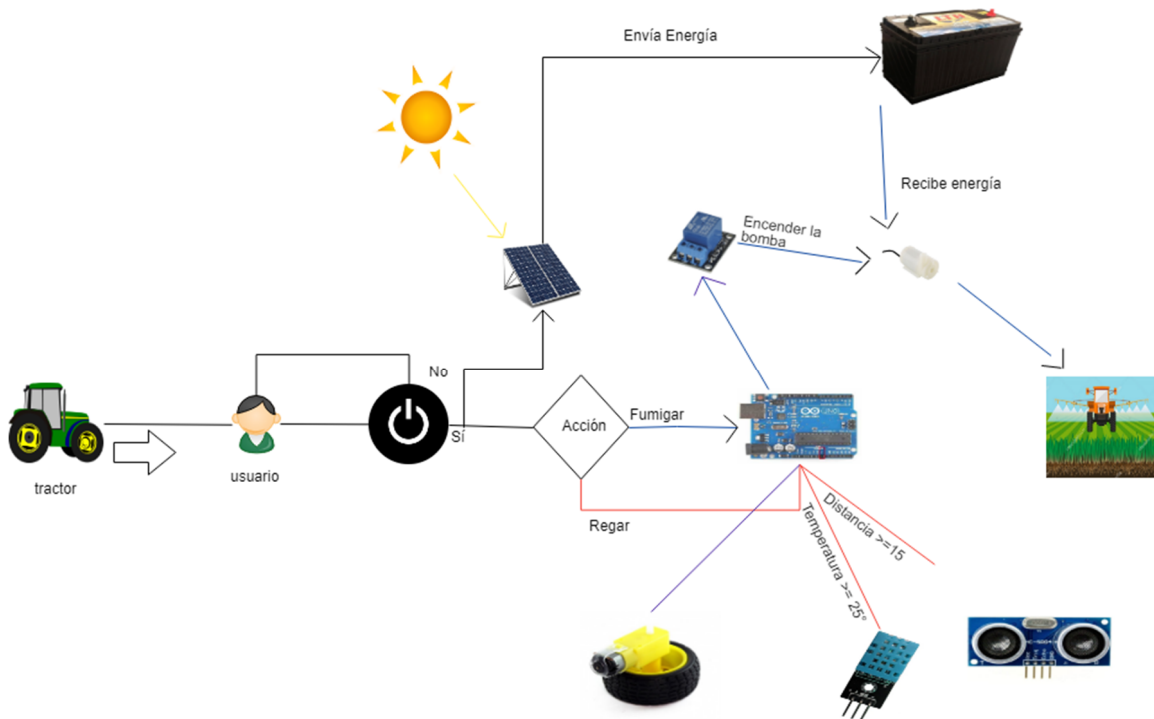 Envía Energía
Recibe energía
Encender la
bomba
No
Sí
Acción
Fumigar
tractor
usuario
Regar
Distancia >=15
Temperatura >= 25°